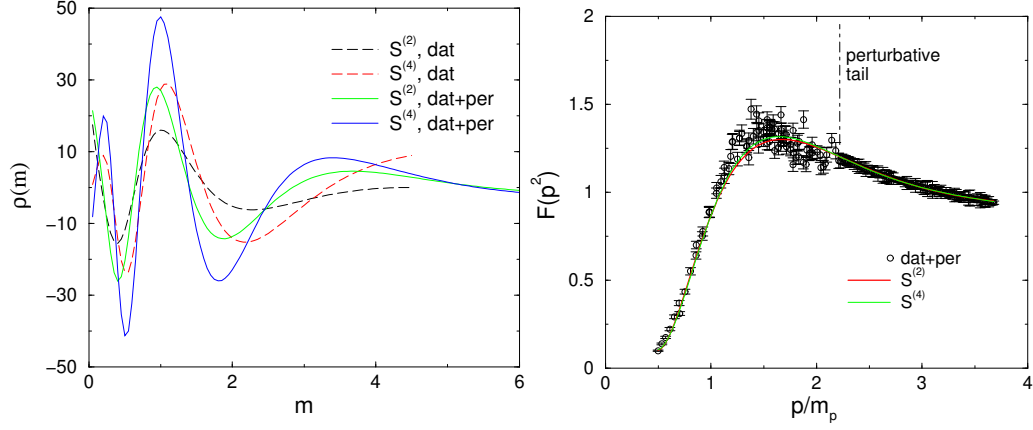 50
30
10
−10
−30
−50
ρ(m)
0
2
4
6
m
S(2), dat
S(4), dat
S(2), dat+per
S(4), dat+per
2
1.5
1
0.5
0
F(p2)
0
1
2
3
4
p/mp
perturbative
tail
dat+per
S(2)
S(4)